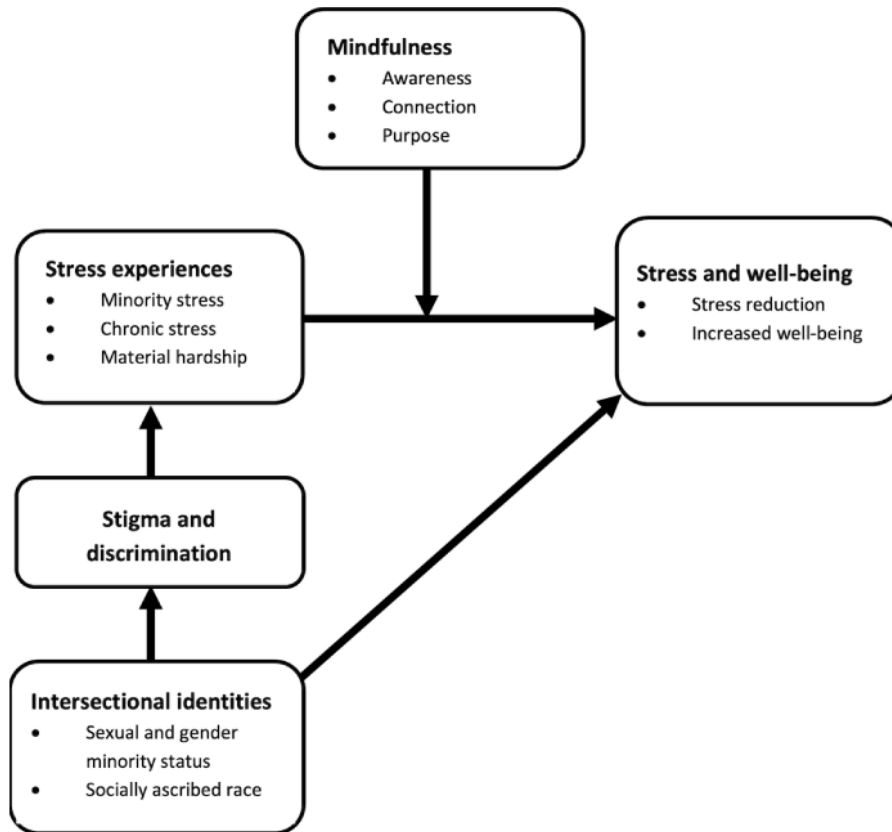 Mindfulness
• Awareness
• Connection
• Purpose
Stress experiences
• Minority stress
• Chronic stress
• Material hardship
Stress and well-being
• Stress reduction
• Increased well-being
Stigma and
discrimination
Intersectional identities
• Sexual and gender
minority status
• Socially ascribed race